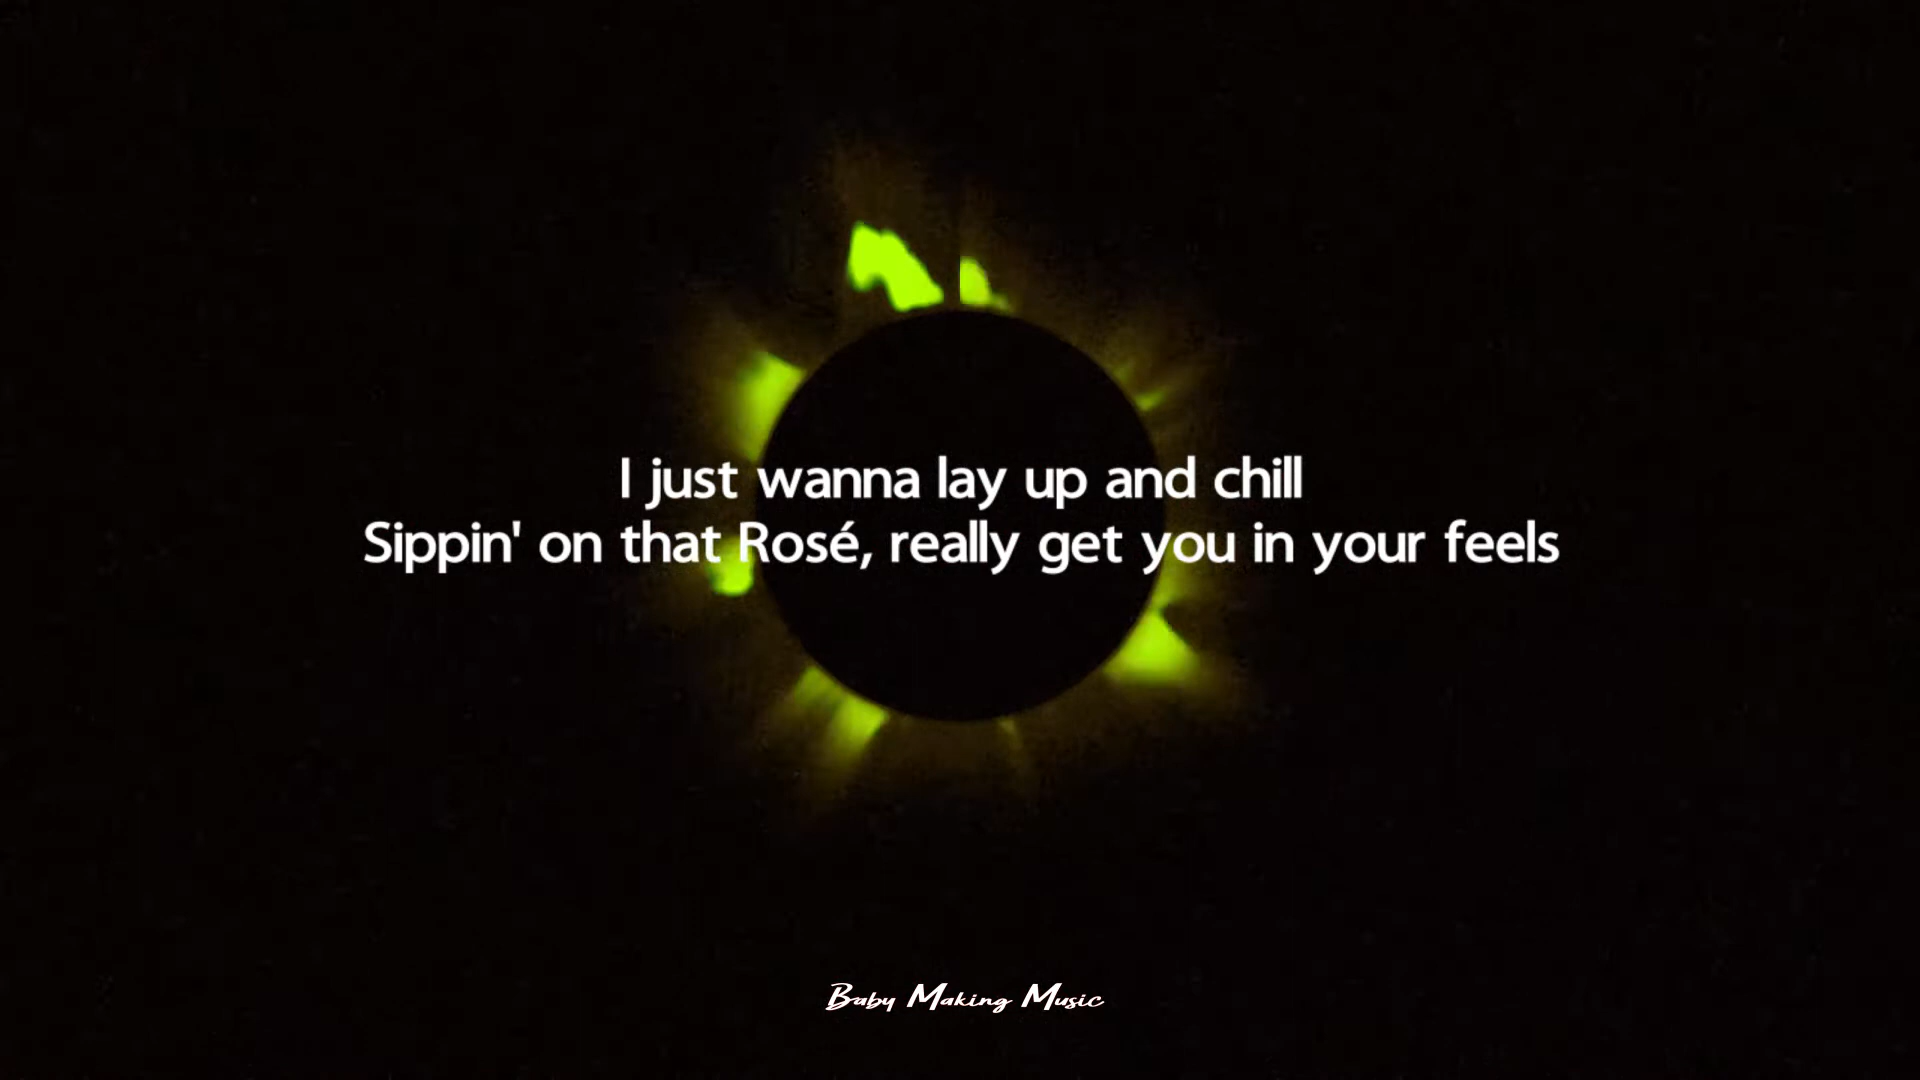 I just wanna lay up and chill
Sippin' on that Rosé, really get you in your feels
Baby Making Music